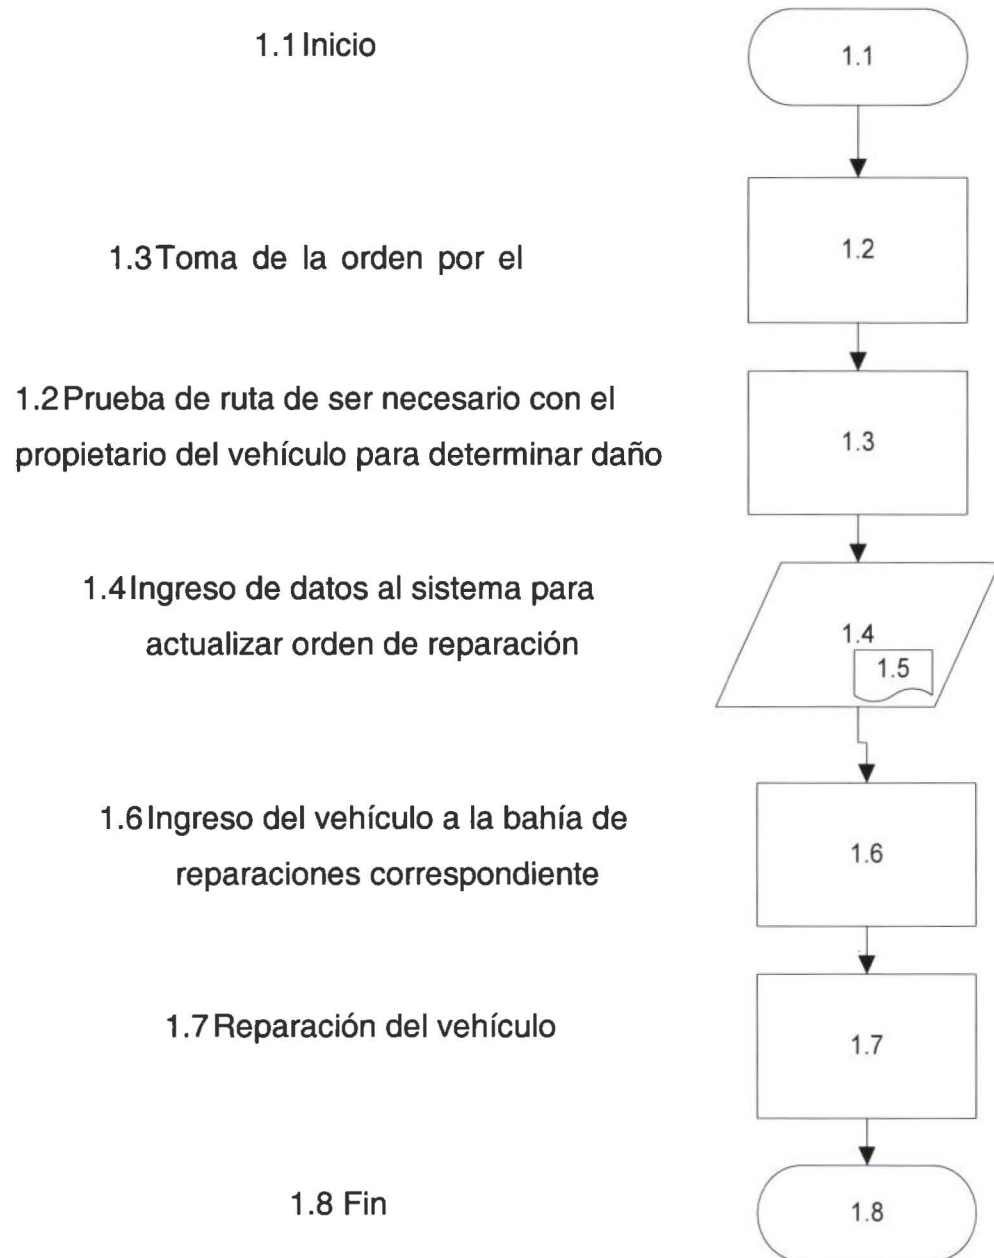 1.1 Inicio
1.1
1.3 Toma de la orden por el
1.2
1.2 Prueba de ruta de ser necesario con el
propietario del vehículo para determinar daño
1.3
1.4 Ingreso de datos al sistema para
actualizar orden de reparación
1.4
1.5
1.6 Ingreso del vehículo a la bahía de
reparaciones correspondiente
1.6
1.7 Reparación del vehículo
1.7
1.8 Fin
1.8